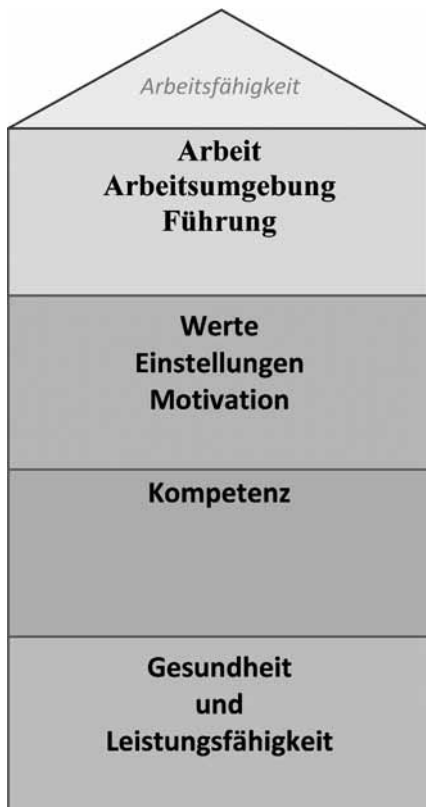 Arbeitsfähigkeit
Arbeit
Arbeitsumgebung
Führung
Werte
Einstellungen
Motivation
Kompetenz
Gesundheit
und
Leistungsfähigkeit